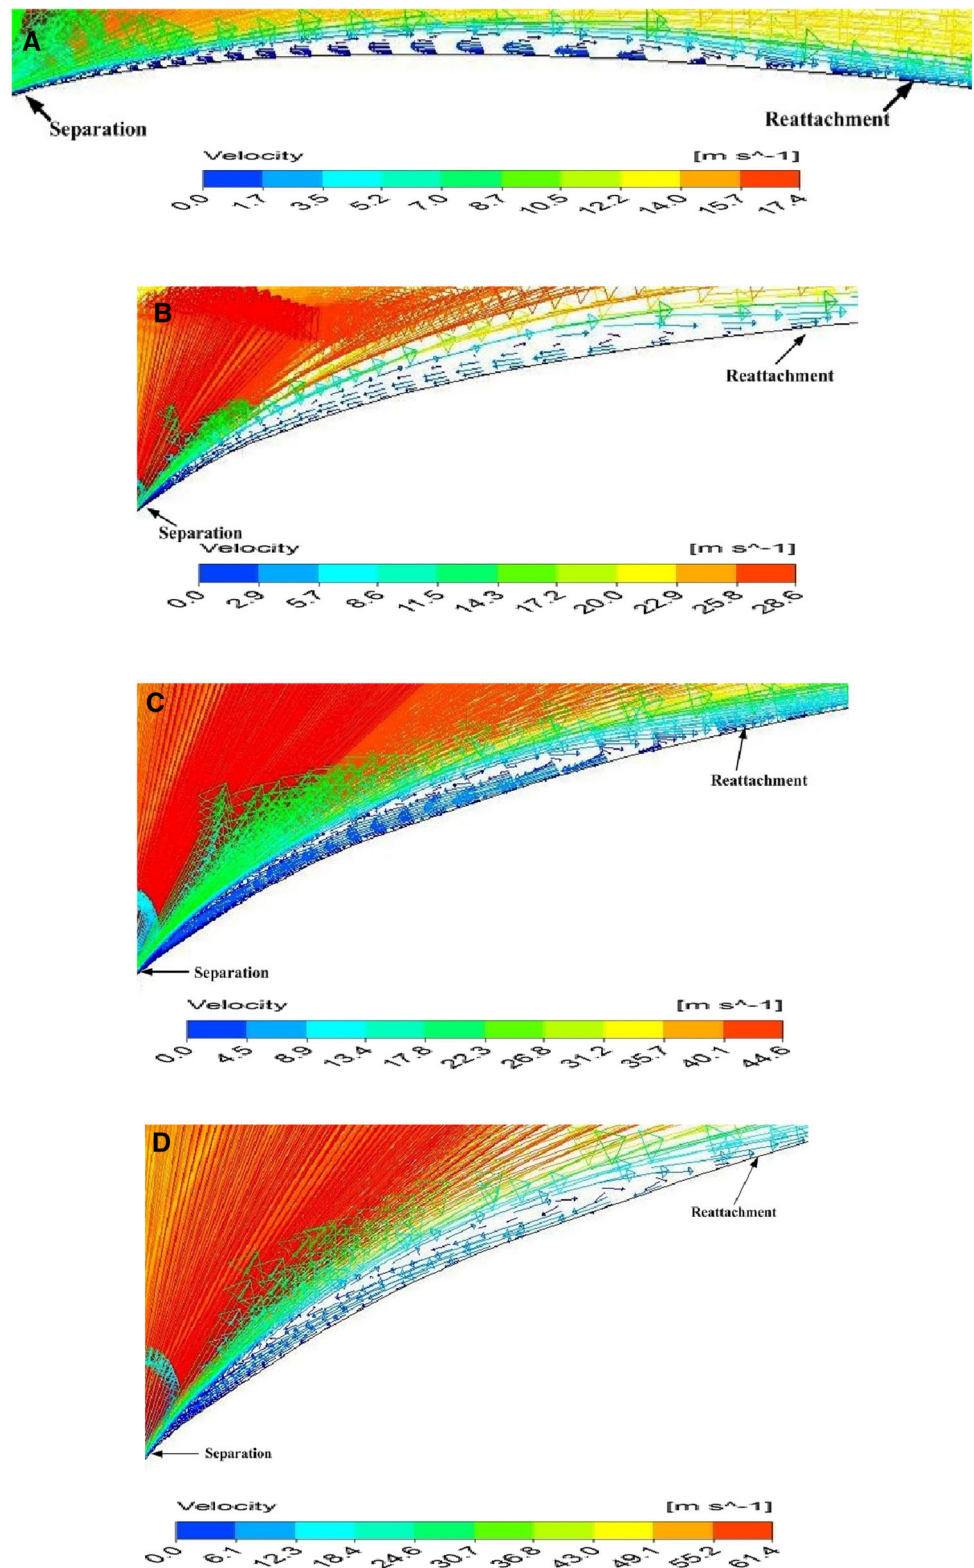 A
Separation
Reattachment
Velocity [m s^-1]
0.0 1.7 3.5 5.2 7.0 8.7 10.5 12.2 14.0 15.7 17.4
B
Reattachment
Separation
Velocity [m s^-1]
0.0 2.9 5.7 8.6 11.5 14.3 17.2 20.0 22.9 25.8 28.6
C
Reattachment
Separation
Velocity [m s^-1]
0.0 4.5 8.9 13.4 17.8 22.3 26.8 31.2 35.7 40.1 44.6
D
Reattachment
Separation
Velocity [m s^-1]
0.0 6.1 12.3 18.4 24.6 30.7 36.8 43.0 49.1 55.2 61.4